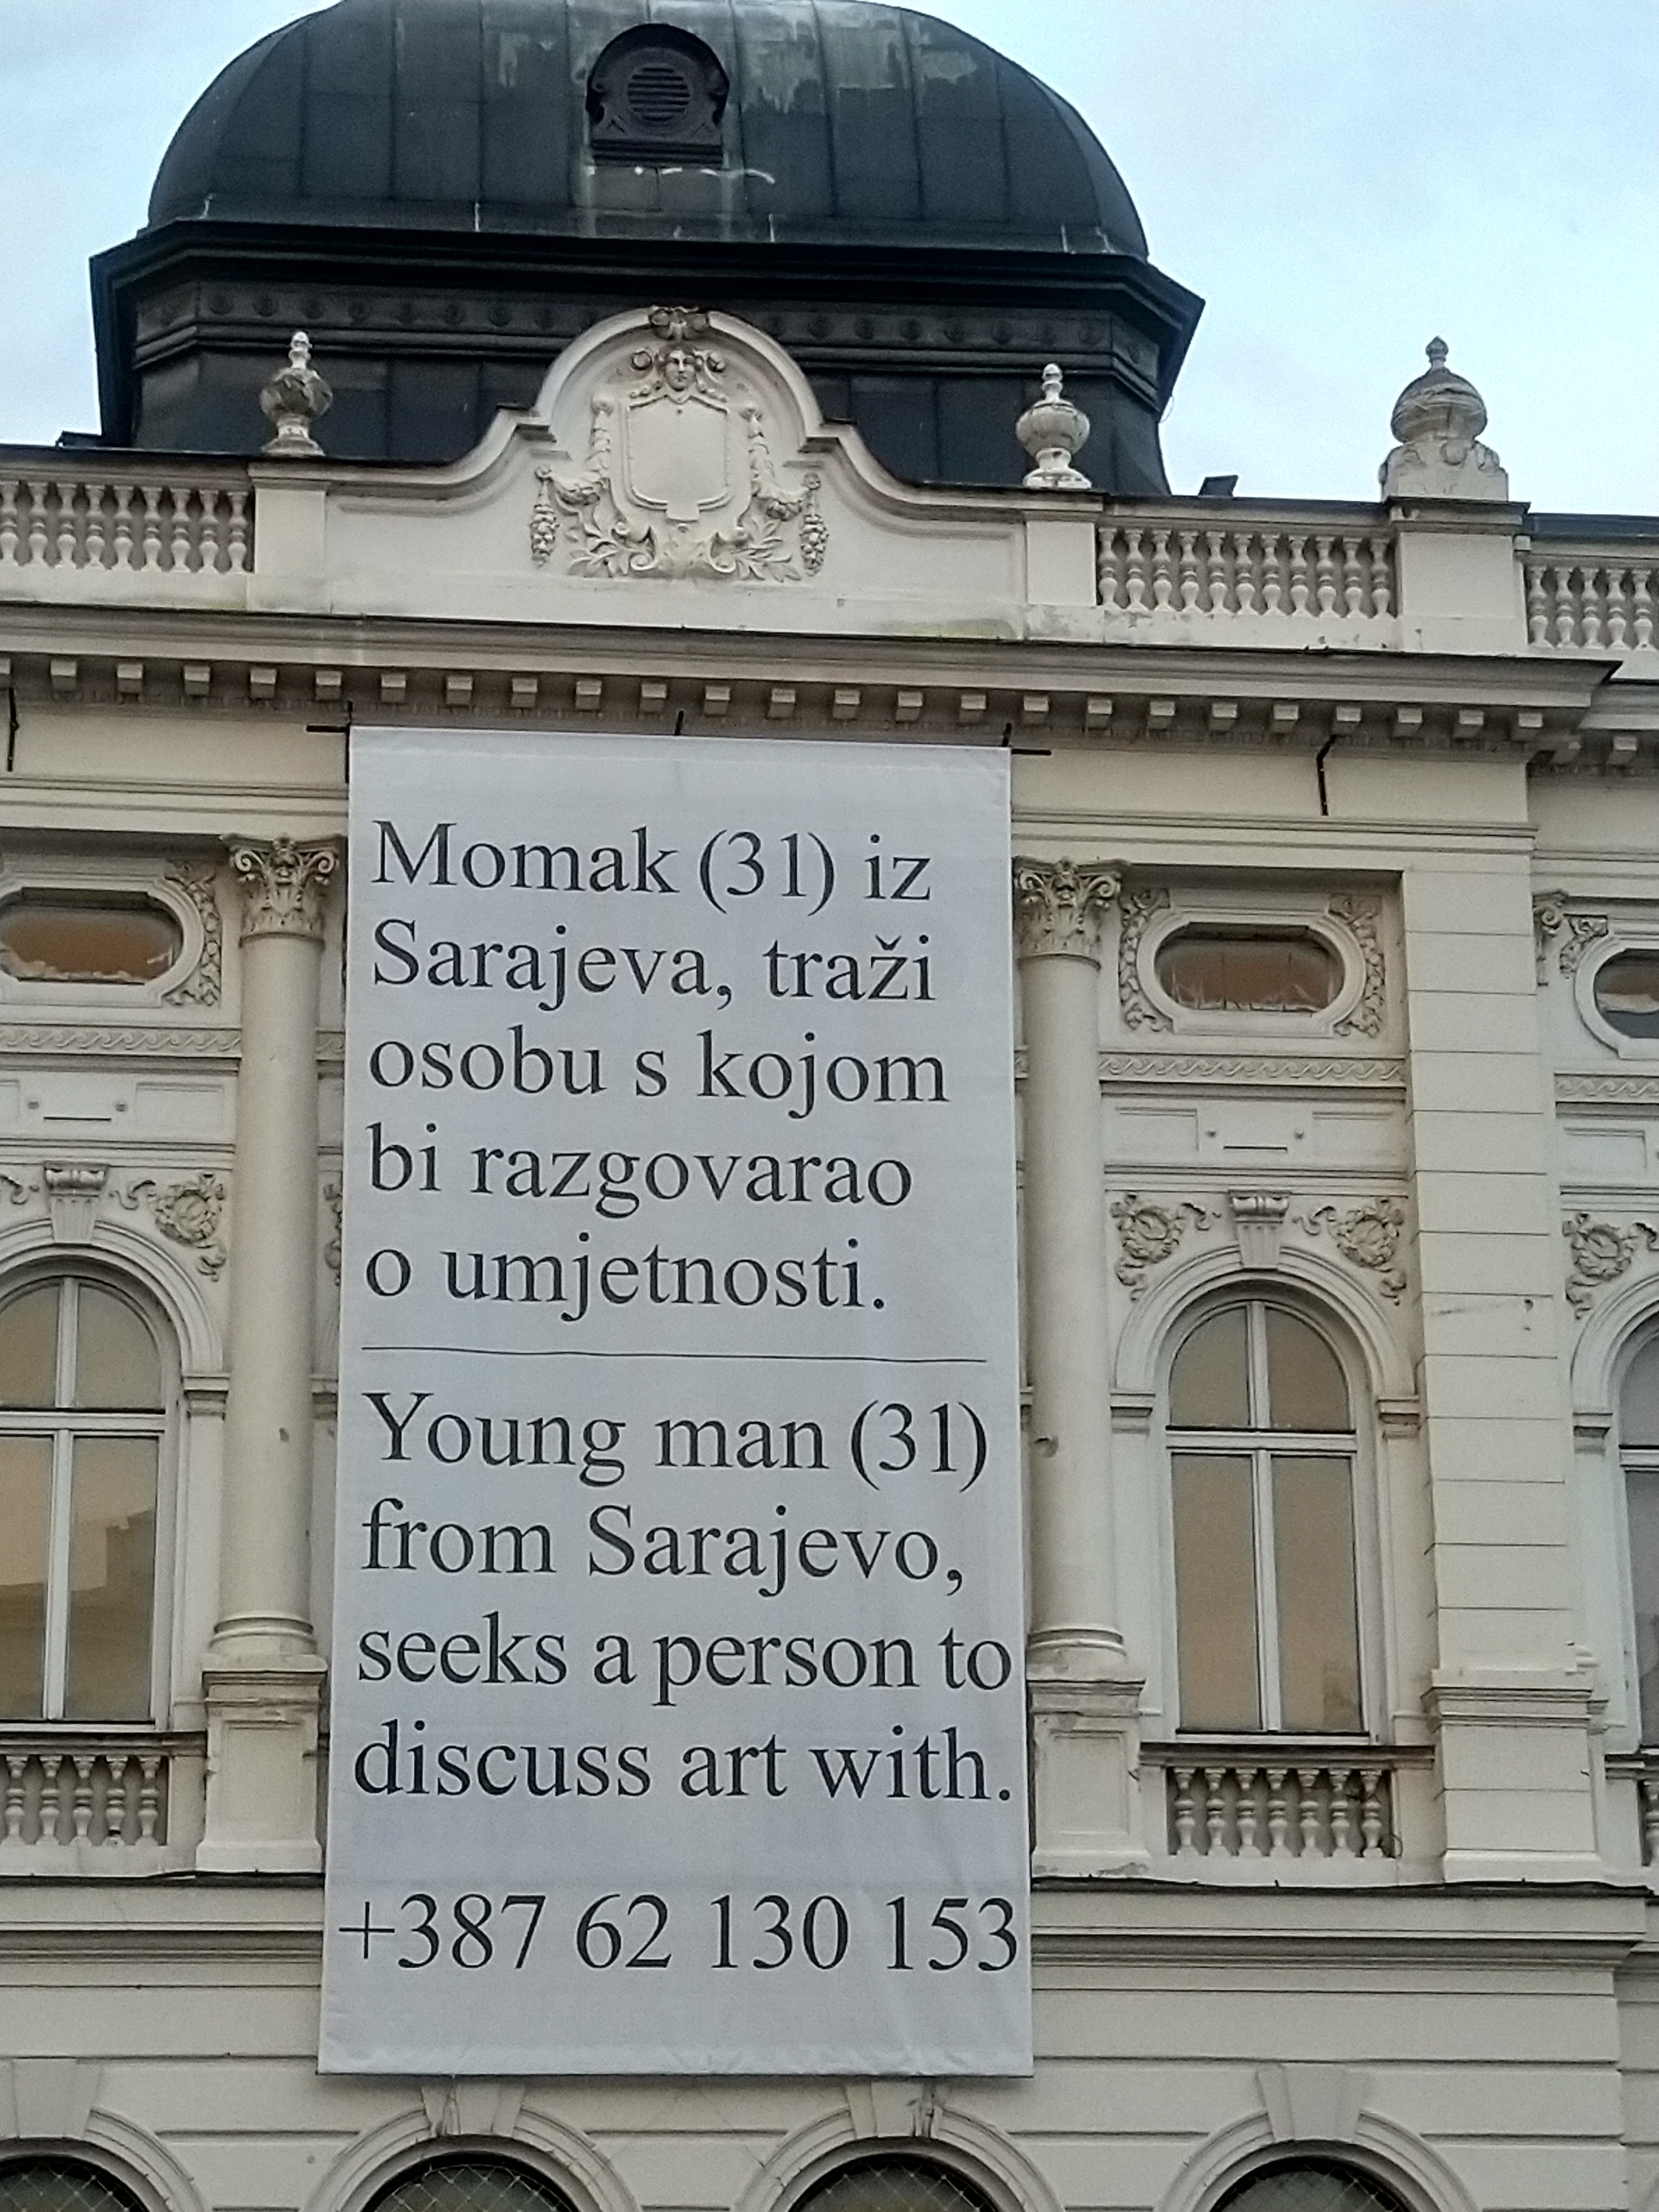 Momak (31) iz
Sarajeva, traži
osobu s kojom
bi razgovarao
o umjetnosti.
Young man (31)
from Sarajevo,
seeks a person to
discuss art with.
+387 62 130 153